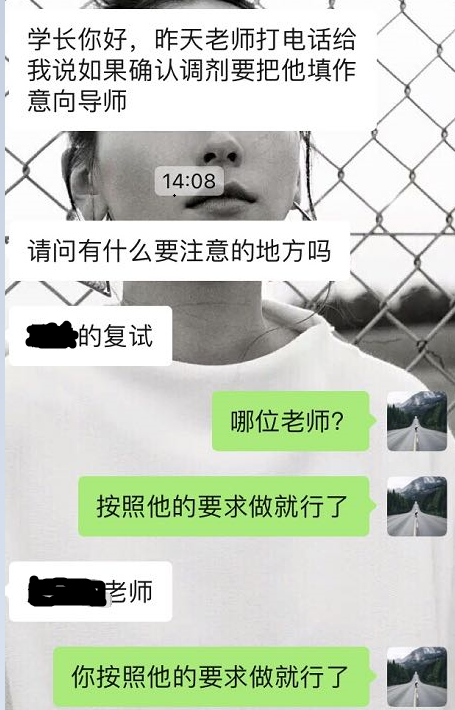 学长你好，昨天老师打电话给
我说如果确认调剂要把他填作
意向导师
14:08
请问有什么要注意的地方吗
的复试
哪位老师？
按照他的要求做就行了
老师
你按照他的要求做就行了